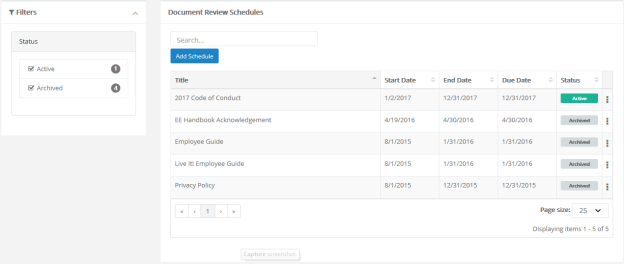 Filters
Status
Active 1
Archived 4
Document Review Schedules
Search...
Add Schedule
Title Start Date End Date Due Date Status
2017 Code of Conduct 1/2/2017 12/31/2017 12/31/2017 Active
EE Handbook Acknowledgement 4/19/2016 4/30/2016 4/30/2016 Archived
Employee Guide 8/1/2015 1/31/2016 1/31/2016 Archived
Live It! Employee Guide 8/1/2015 1/31/2016 1/31/2016 Archived
Privacy Policy 8/1/2015 12/31/2015 12/31/2015 Archived
« ‹ 1 › » Page size: 25
Displaying items 1 - 5 of 5
Capture screenshot